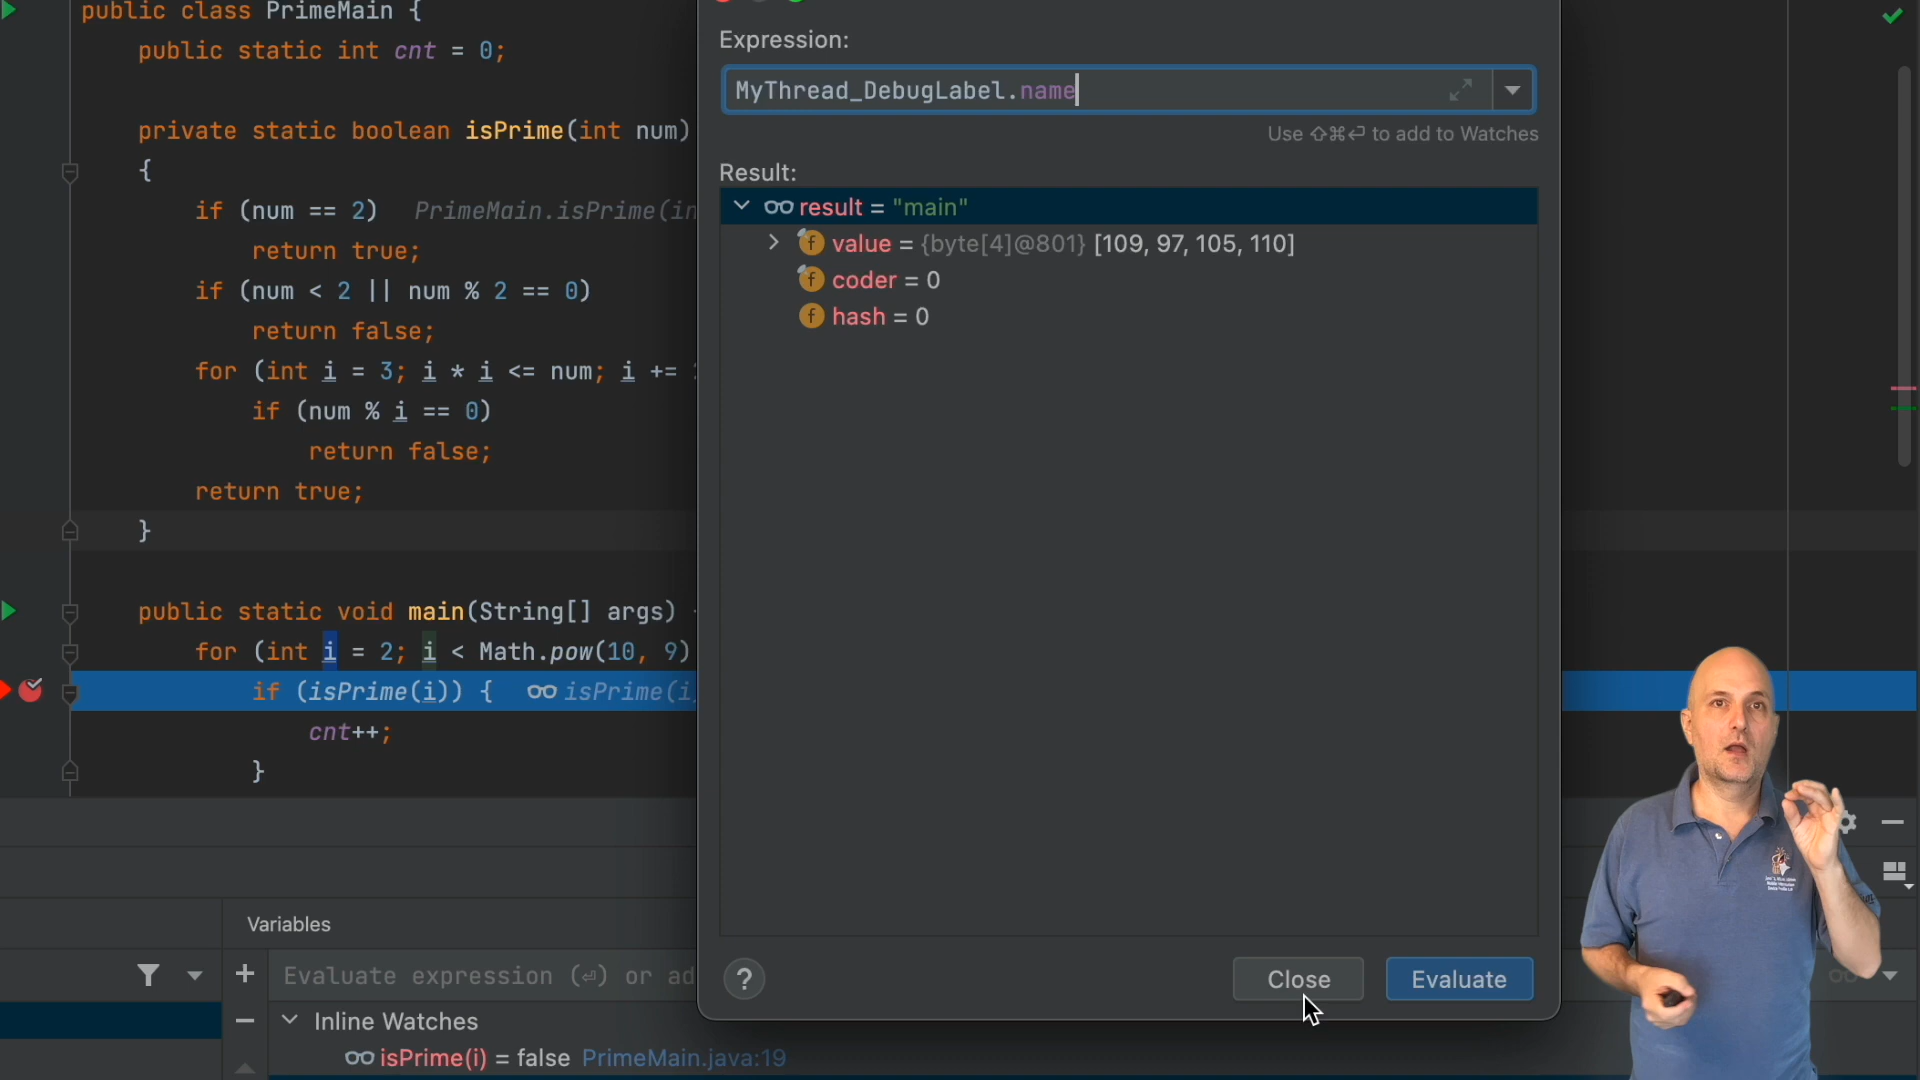 public class PrimeMain {
public static int cnt = 0;
private static boolean isPrime(int num)
{
if (num == 2) PrimeMain.isPrime(in
return true;
if (num < 2 || num % 2 == 0)
return false;
for (int i = 3; i * i <= num; i +=
if (num % i == 0)
return false;
return true;
}
public static void main(String[] args)
for (int i = 2; i < Math.pow(10, 9)
if (isPrime(i)) { isPrime(i
cnt++;
}
Expression:
MyThread_DebugLabel.name
Use ⇧⌘⏎ to add to Watches
Result:
result = "main"
f value = {byte[4]@801} [109, 97, 105, 110]
f coder = 0
f hash = 0
? Close Evaluate
Variables
Evaluate expression (⏎) or ad
Inline Watches
isPrime(i) = false PrimeMain.java:19